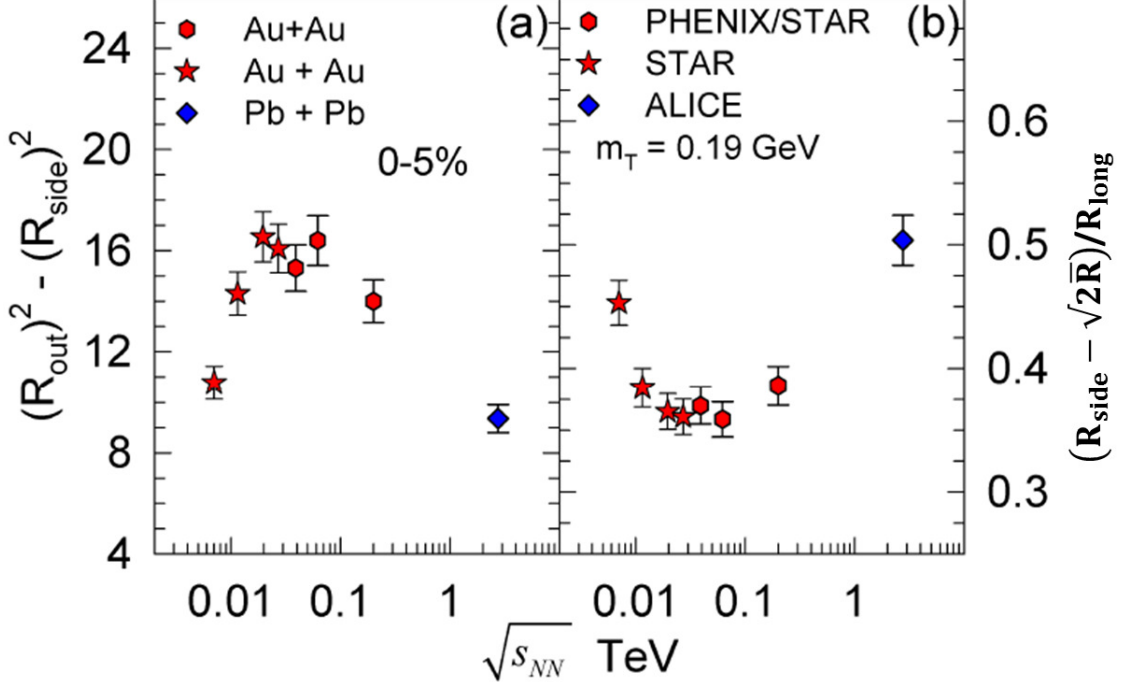 (a)
Au+Au
Au + Au
Pb + Pb
0-5%
(R_out)^2 - (R_side)^2
24
20
16
12
8
4
0.01 0.1 1
(b)
PHENIX/STAR
STAR
ALICE
m_T = 0.19 GeV
0.6
0.5
0.4
0.3
(R_side − √2R̅)/R_long
0.01 0.1 1
√s_NN TeV